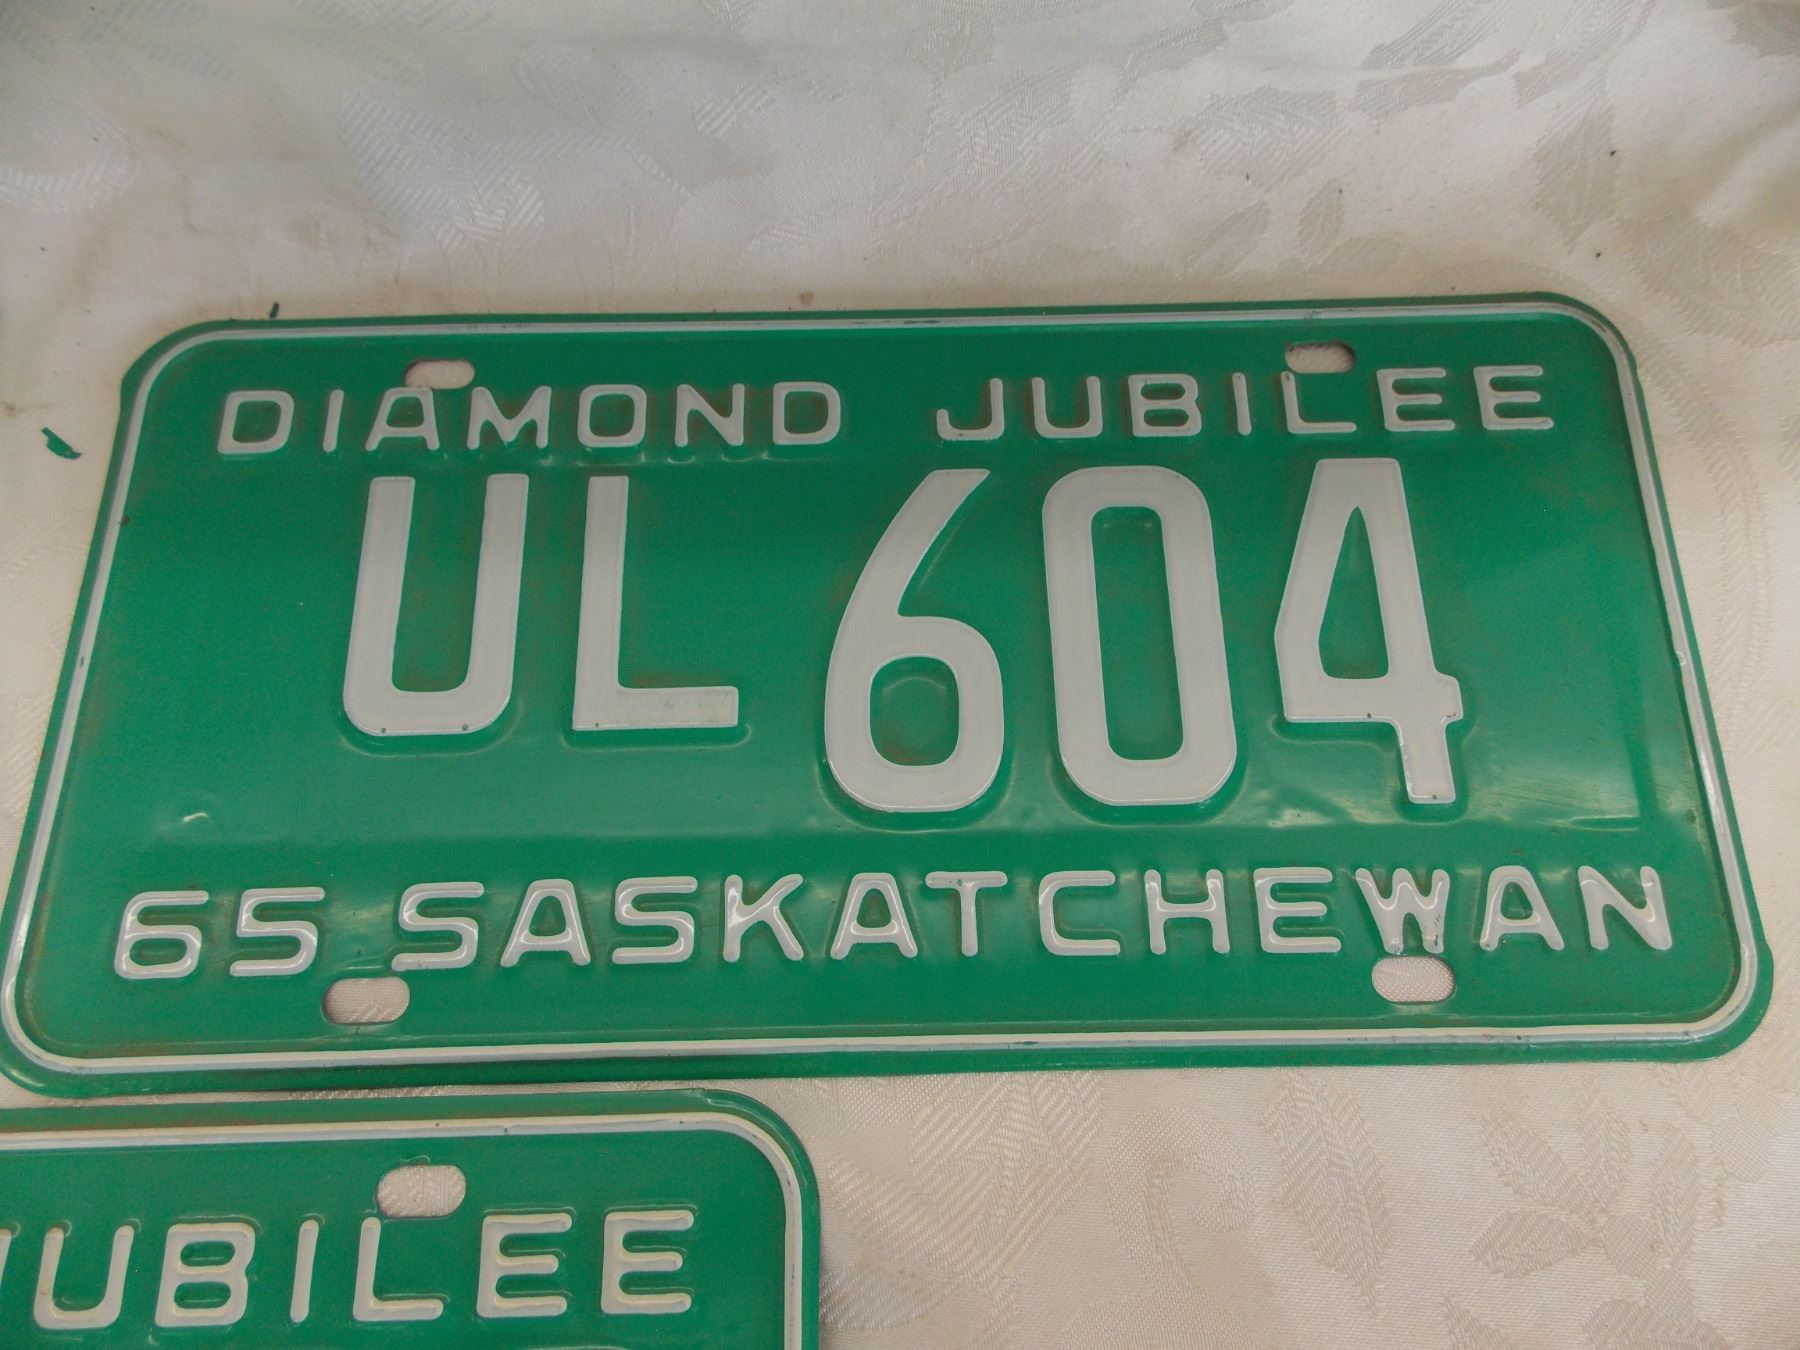 DIAMOND JUBILEE
UL 604
65 SASKATCHEWAN
JUBILEE